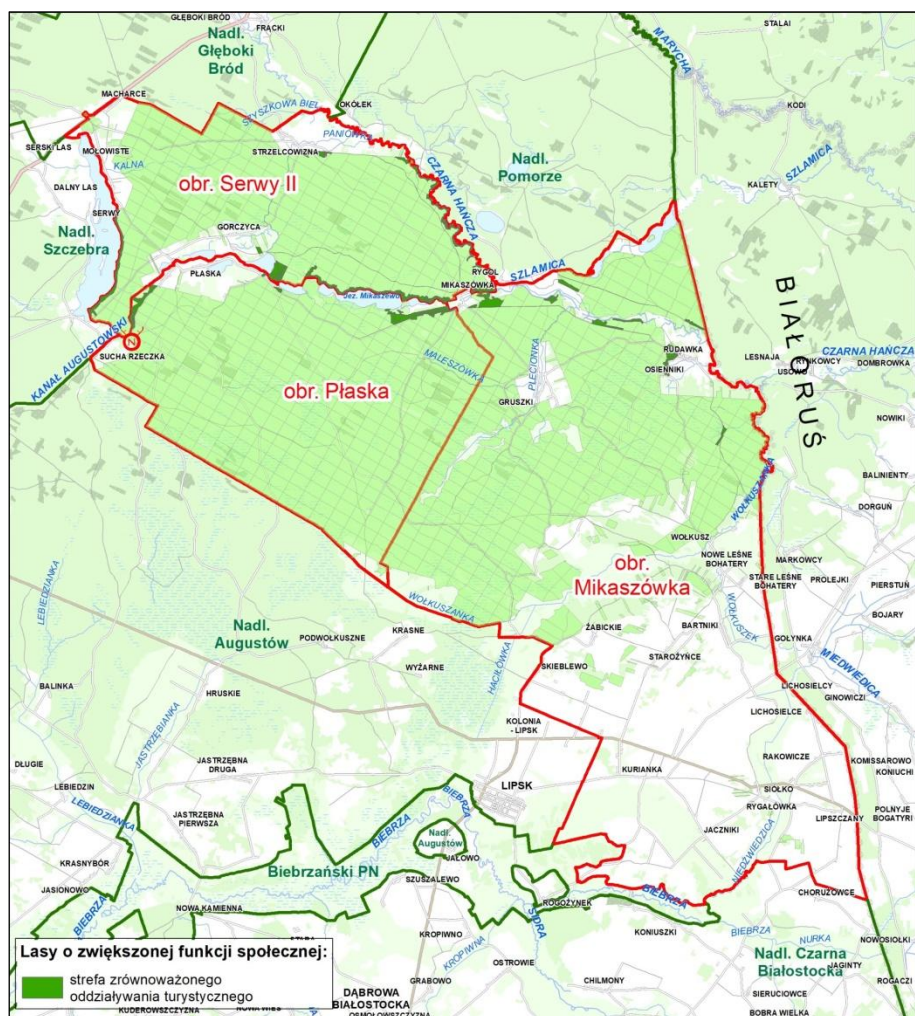 GŁĘBOKI BRÓD
FRĄCKI
STALAI
Nadl.
Głęboki
Bród
MARYCHA
MACHARCE
STYSZKOWA BIEL
OKÓŁEK
KODI
PANIÓWKA
SERSKI LAS
MOŁOWISTE
STRZELCOWIZNA
KALNA
Nadl.
Pomorze
SZLAMICA
DALNY LAS
obr. Serwy II
CZARNA HAŃCZA
KALETY
SERWY
GORCZYCA
Nadl.
Szczebra
RYGOL
SZLAMICA
PŁASKA
MIKASZÓWKA
Jez. Mikaszewo
BIAŁORUŚ
KANAŁ AUGUSTOWSKI
N
SUCHA RZECZKA
RUDAWKA
MALESZÓWKA
PLECIONKA
LESNAJA
RYNKOWCY
CZARNA HAŃCZA
OSIENNIKI
USOWO
DOMBROWKA
obr. Płaska
GRUSZKI
NOWIKI
WOŁKUSZANKA
BALINIENTY
DORGUŃ
WOŁKUSZ
NOWE LEŚNE
BOHATERY
MARKOWCY
LEBIEDZIANKA
obr.
Mikaszówka
STARE LEŚNE
BOHATERY
PROLEJKI
PIERSTUŃ
WOŁKUSZANKA
WOŁKUSZEK
BOJARY
Nadl.
Augustów
PODWOŁKUSZNE
KRASNE
ŻABICKIE
BARTNIKI
GOŁYNKA
HACIŁÓWKA
STAROŻYŃCE
MIEDWIEDICA
WYŻARNE
SKIEBLEWO
BALINKA
LICHOSIELCY
GINOWICZI
HRUSKIE
LICHOSIELCE
JASTRZĘBIANKA
KOLONIA
-LIPSK
RAKOWICZE
KOMISSAROWO
DŁUGIE
JASTRZĘBNA
DRUGA
KURIANKA
KONIUCHI
LEBIEDZIN
LIPSK
SIÓŁKO
RYGAŁÓWKA
POLNYJE
BOGATYRI
LEBIEDZIANKA
JASTRZĘBNA
PIERWSZA
BIEBRZA
BIEBRZA
LIPSZCZANY
JACZNIKI
NIEDŹWIEDZICA
KRASNYBÓR
Nadl.
Augustów
JAŁOWO
Biebrzański PN
SZUSZALEWO
JASIONOWO
CHORUŻOWCE
BIEBRZA
ROGOŻYNEK
BIEBRZA
NOWA KAMIENNA
SIDRA
KONIUSZKI
BIEBRZA
NURKA
NOWOSIOŁKI
KROPIWNO
KROPIWNA
Nadl. Czarna
Białostocka
JAGINTY
OSTROWIE
GRABOWO
CHILMONY
ROGACZI
SIERUCIOWCE
DĄBROWA
BIAŁOSTOCKA
BOBRA WIELKA
Lasy o zwiększonej funkcji społecznej:
strefa zrównoważonego
oddziaływania turystycznego